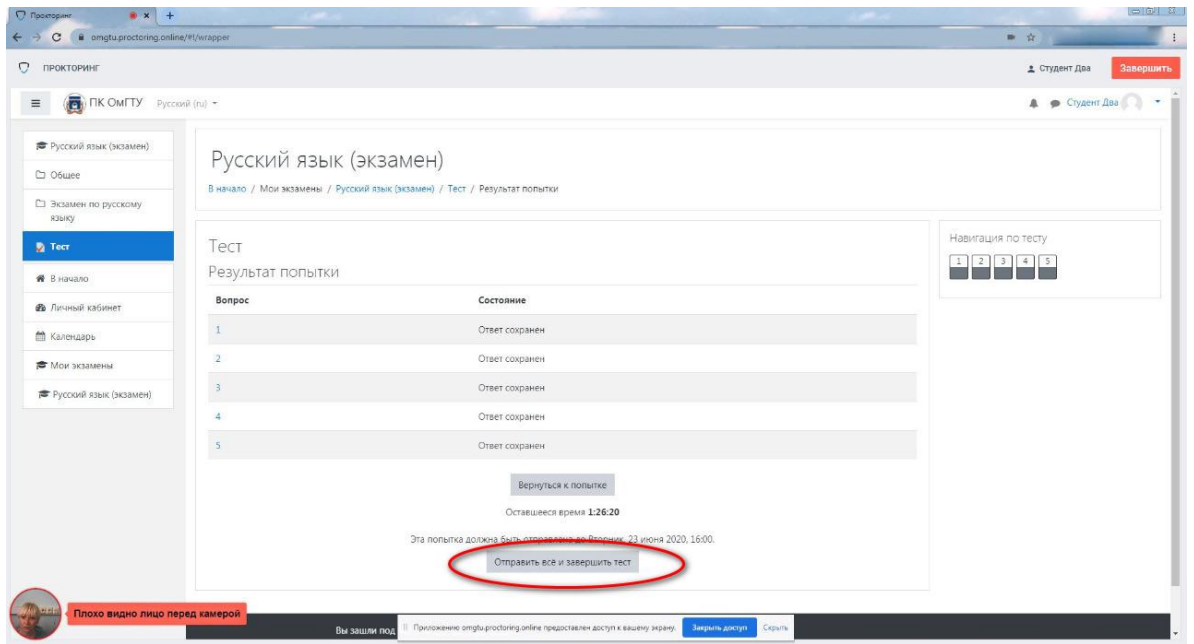 Прокторинг
omgtu.proctoring.online/#!/wrapper
ПРОКТОРИНГ
Студент Два
Завершить
ПК ОмГТУ Русский (ru)
Студент Два
Русский язык (экзамен)
Общее
Экзамен по русскому
языку
Тест
В начало
Личный кабинет
Календарь
Мои экзамены
Русский язык (экзамен)
Русский язык (экзамен)
В начало / Мои экзамены / Русский язык (экзамен) / Тест / Результат попытки
Тест
Результат попытки
Вопрос Состояние
1 Ответ сохранен
2 Ответ сохранен
3 Ответ сохранен
4 Ответ сохранен
5 Ответ сохранен
Вернуться к попытке
Оставшееся время 1:26:20
Эта попытка должна быть отправлена до Вторник, 23 июня 2020, 16:00.
Отправить всё и завершить тест
Навигация по тесту
1 2 3 4 5
Плохо видно лицо перед камерой
Вы зашли под
Приложению omgtu.proctoring.online предоставлен доступ к вашему экрану. Закрыть доступ Скрыть